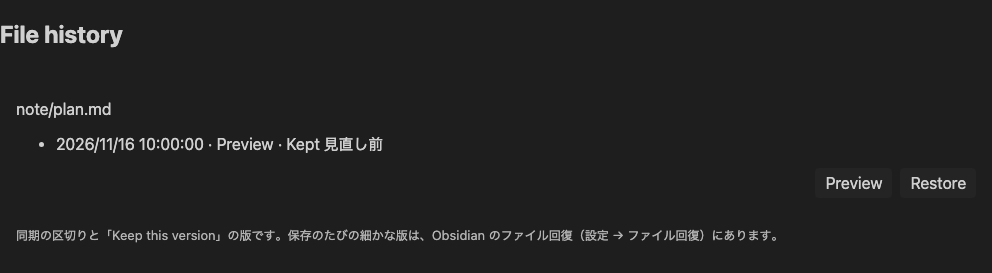 File history
note/plan.md
• 2026/11/16 10:00:00 · Preview · Kept 見直し前
Preview Restore
同期の区切りと「Keep this version」の版です。保存のたびの細かな版は、Obsidian のファイル回復（設定 → ファイル回復）にあります。